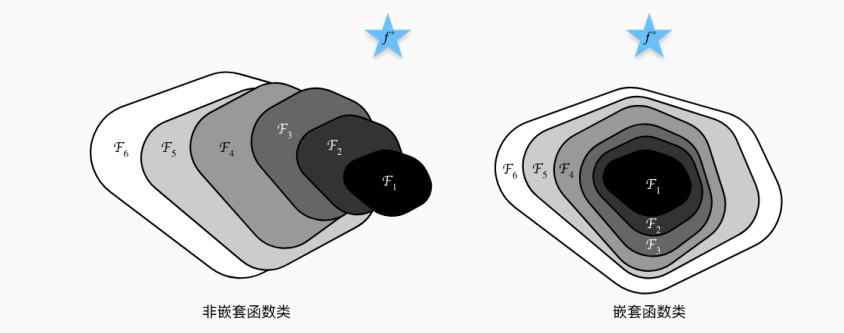 f*
f*
ℱ6 ℱ5 ℱ4 ℱ3 ℱ2 ℱ1
ℱ6 ℱ5 ℱ4 ℱ1
ℱ2
ℱ3
非嵌套函数类
嵌套函数类